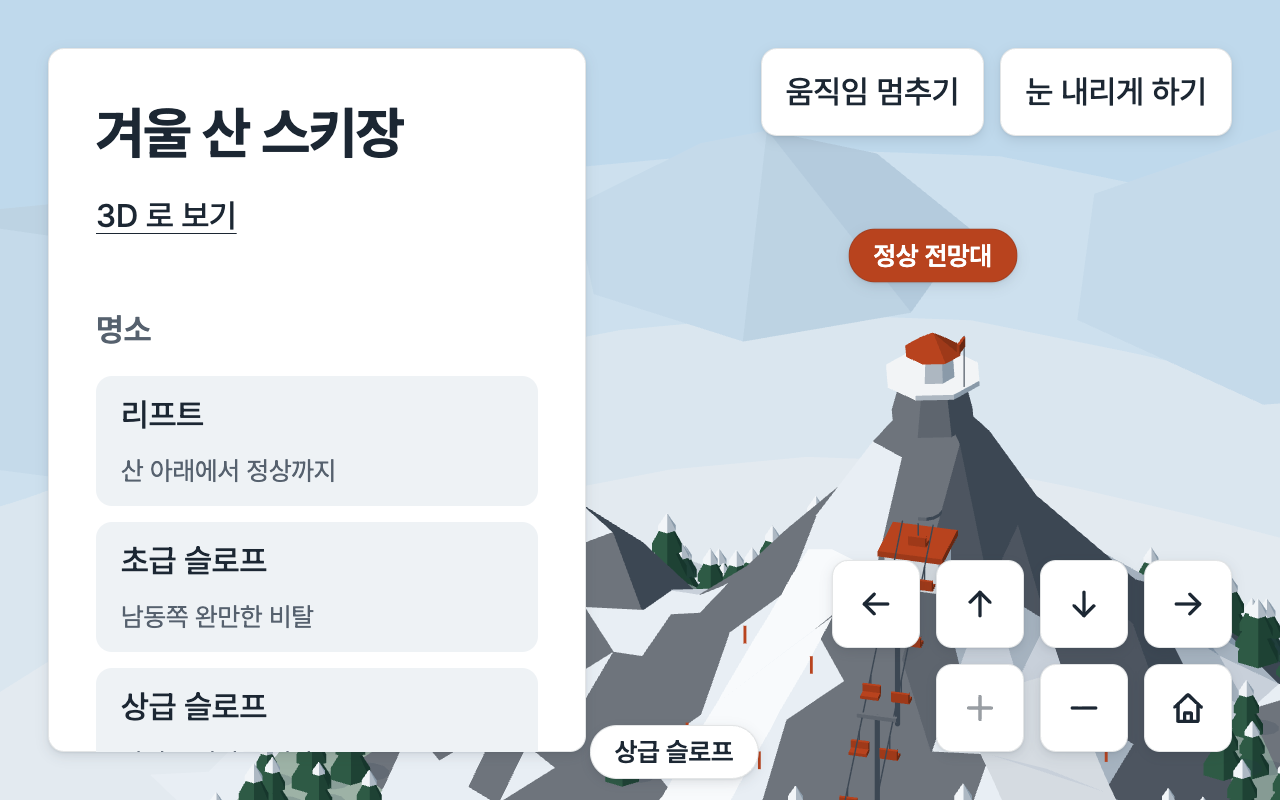 겨울 산 스키장
3D 로 보기
명소
리프트
산 아래에서 정상까지
초급 슬로프
남동쪽 완만한 비탈
상급 슬로프
움직임 멈추기
눈 내리게 하기
정상 전망대
상급 슬로프